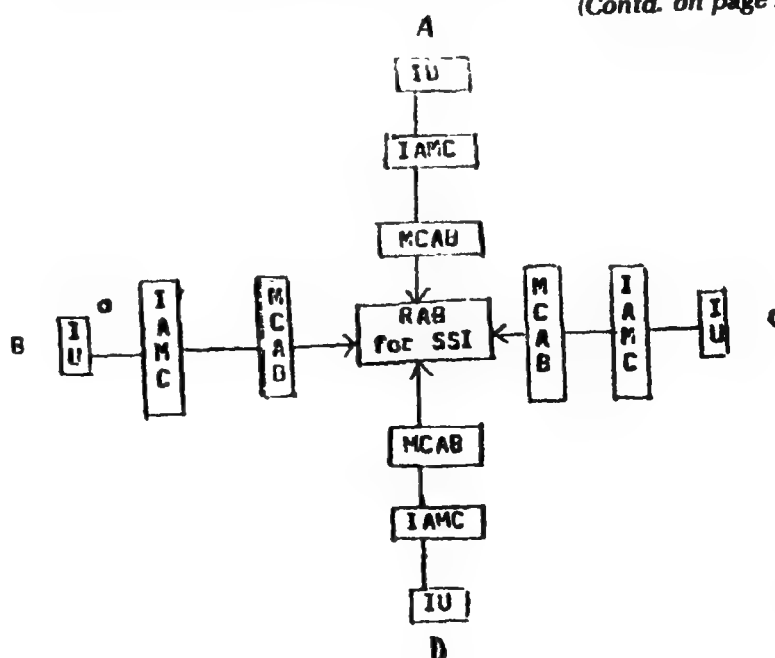 (Contd. on page
A
IU
IAMC
MCAB
RAB
for SSI
B
IU
a
IAMC
MCAB
MCAB
IAMC
IU
MCAB
IAMC
IU
D